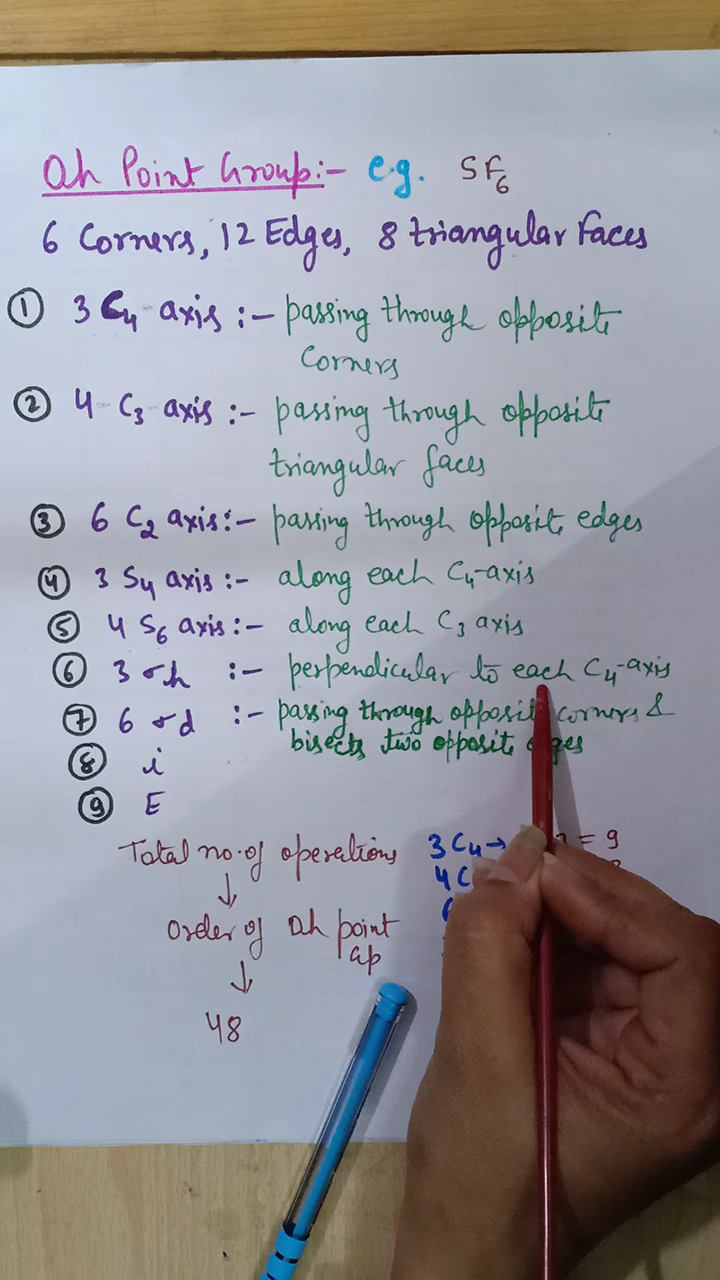 Oh Point Group:- e.g. SF6
6 Corners, 12 Edges, 8 triangular faces
① 3 C4 axis :- passing through opposite
corners
② 4 C3 axis :- passing through opposite
triangular faces
③ 6 C2 axis :- passing through opposite edges
④ 3 S4 axis :- along each C4-axis
⑤ 4 S6 axis :- along each C3 axis
⑥ 3 σh :- perpendicular to each C4-axis
⑦ 6 σd :- passing through opposite corners &
bisects two opposite edges
⑧ i
⑨ E
Total no. of operations
↓
Order of Oh point
gp
↓
48
3C4 → = 9
4C